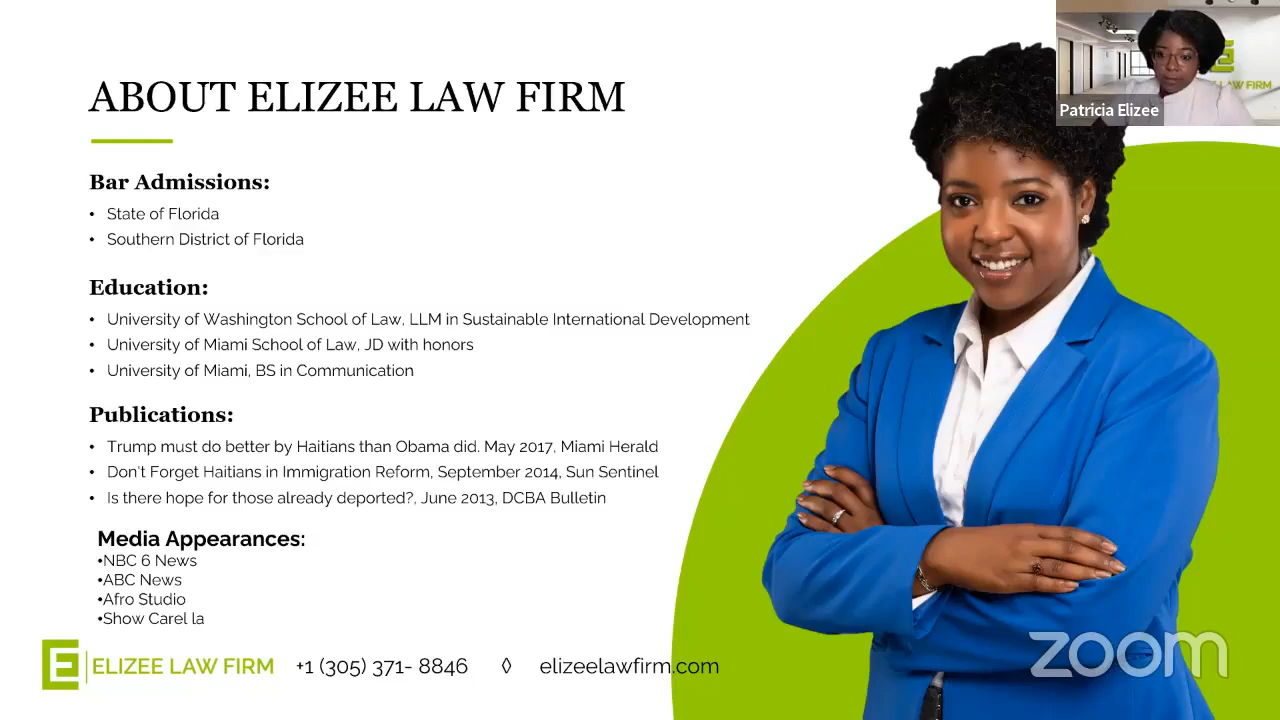 ABOUT ELIZEE LAW FIRM
Bar Admissions:
• State of Florida
• Southern District of Florida
Education:
• University of Washington School of Law, LLM in Sustainable International Development
• University of Miami School of Law, JD with honors
• University of Miami, BS in Communication
Publications:
• Trump must do better by Haitians than Obama did. May 2017, Miami Herald
• Don't Forget Haitians in Immigration Reform, September 2014, Sun Sentinel
• Is there hope for those already deported?, June 2013, DCBA Bulletin
Media Appearances:
•NBC 6 News
•ABC News
•Afro Studio
•Show Carel la
E ELIZEE LAW FIRM +1 (305) 371- 8846 ◊ elizeelawfirm.com
Patricia Elizee
E
LAW FIRM
zoom